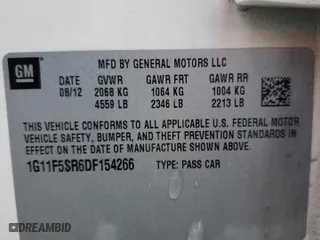 GM
MFD BY GENERAL MOTORS LLC
DATE GVWR GAWR FRT GAWR RR
08/12 2068 KG 1064 KG 1004 KG
4559 LB 2346 LB 2213 LB
THIS VEHICLE CONFORMS TO ALL APPLICABLE U.S. FEDERAL MOTOR
VEHICLE SAFETY, BUMPER, AND THEFT PREVENTION STANDARDS IN
EFFECT ON THE DATE OF MANUFACTURE SHOWN ABOVE.
1G11F5SR6DF154266 TYPE: PASS CAR